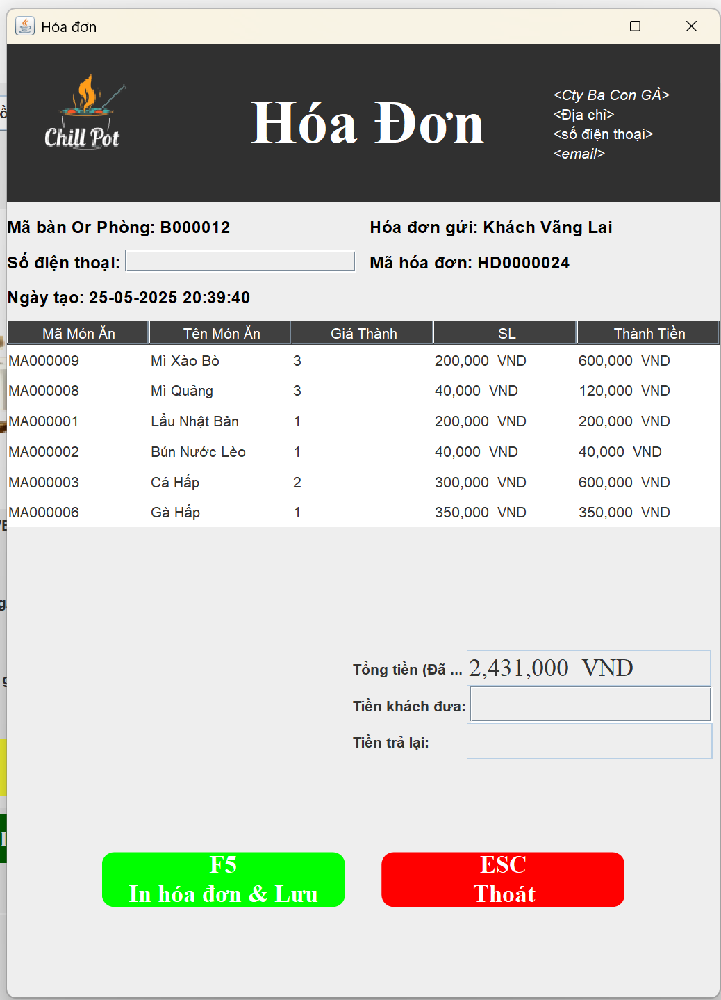 Hóa đơn
Chill Pot
Hóa Đơn
<Cty Ba Con GÀ>
<Địa chỉ>
<số điện thoại>
<email>
Mã bàn Or Phòng: B000012
Hóa đơn gửi: Khách Vãng Lai
Số điện thoại:
Mã hóa đơn: HD0000024
Ngày tạo: 25-05-2025 20:39:40
Mã Món Ăn Tên Món Ăn Giá Thành SL Thành Tiền
MA000009 Mì Xào Bò 3 200,000 VND 600,000 VND
MA000008 Mì Quảng 3 40,000 VND 120,000 VND
MA000001 Lẩu Nhật Bản 1 200,000 VND 200,000 VND
MA000002 Bún Nước Lèo 1 40,000 VND 40,000 VND
MA000003 Cá Hấp 2 300,000 VND 600,000 VND
MA000006 Gà Hấp 1 350,000 VND 350,000 VND
Tổng tiền (Đã ... 2,431,000 VND
Tiền khách đưa:
Tiền trả lại:
F5
In hóa đơn & Lưu
ESC
Thoát